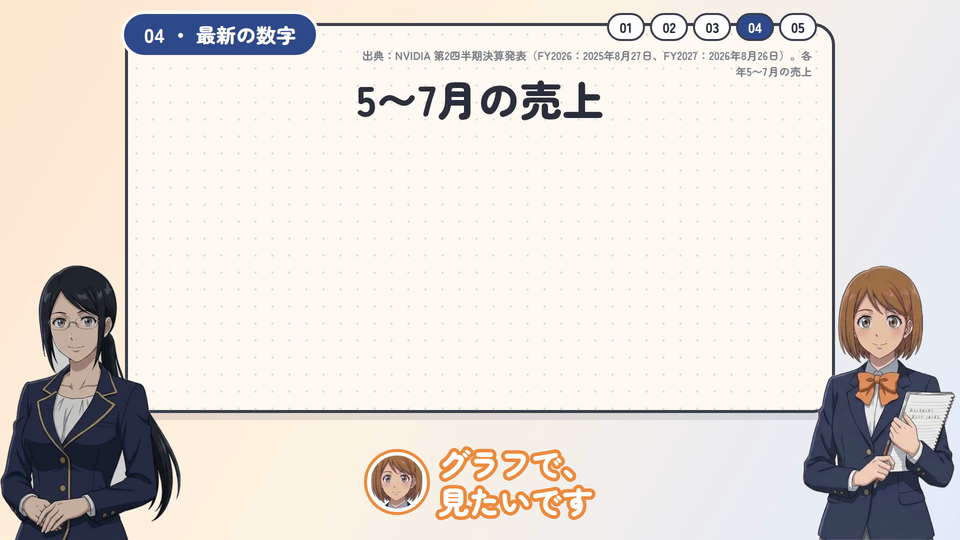 04 ・ 最新の数字
01 02 03 04 05
出典：NVIDIA 第2四半期決算発表（FY2026：2025年8月27日、FY2027：2026年8月26日）。各
年5〜7月の売上
5〜7月の売上
グラフで、
見たいです